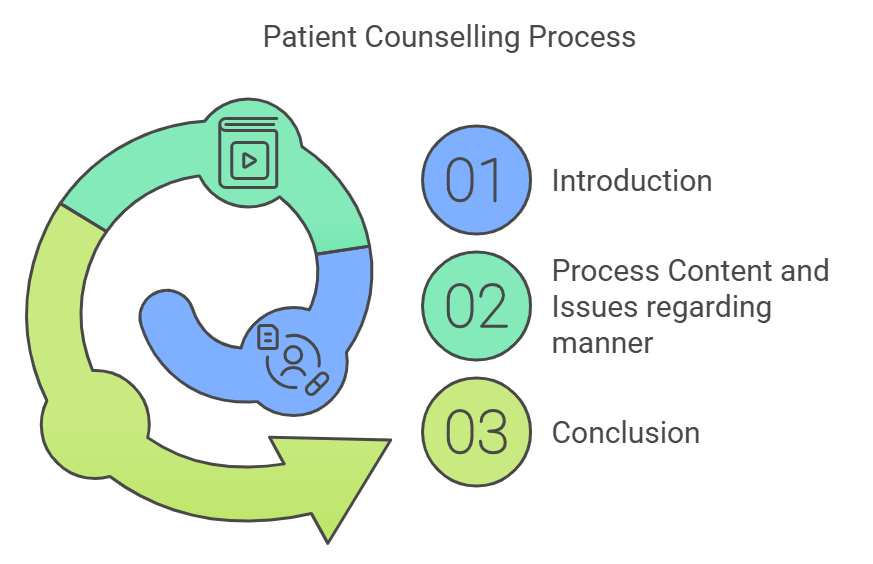 Patient Counselling Process
01
Introduction
02
Process Content and
Issues regarding
manner
03
Conclusion